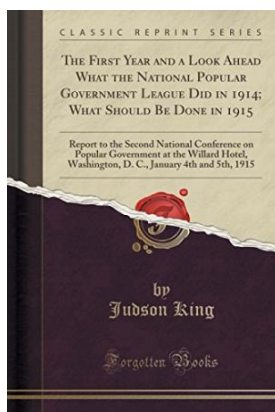 CLASSIC REPRINT SERIES
THE FIRST YEAR AND A LOOK AHEAD
WHAT THE NATIONAL POPULAR
GOVERNMENT LEAGUE DID IN 1914;
WHAT SHOULD BE DONE IN 1915
Report to the Second National Conference on
Popular Government at the Willard Hotel,
Washington, D. C., January 4th and 5th, 1915
by
Judson King
Forgotten Books